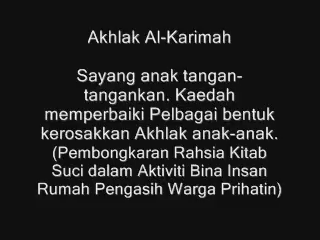 Akhlak Al-Karimah
Sayang anak tangan-
tangankan. Kaedah
memperbaiki Pelbagai bentuk
kerosakkan Akhlak anak-anak.
(Pembongkaran Rahsia Kitab
Suci dalam Aktiviti Bina Insan
Rumah Pengasih Warga Prihatin)